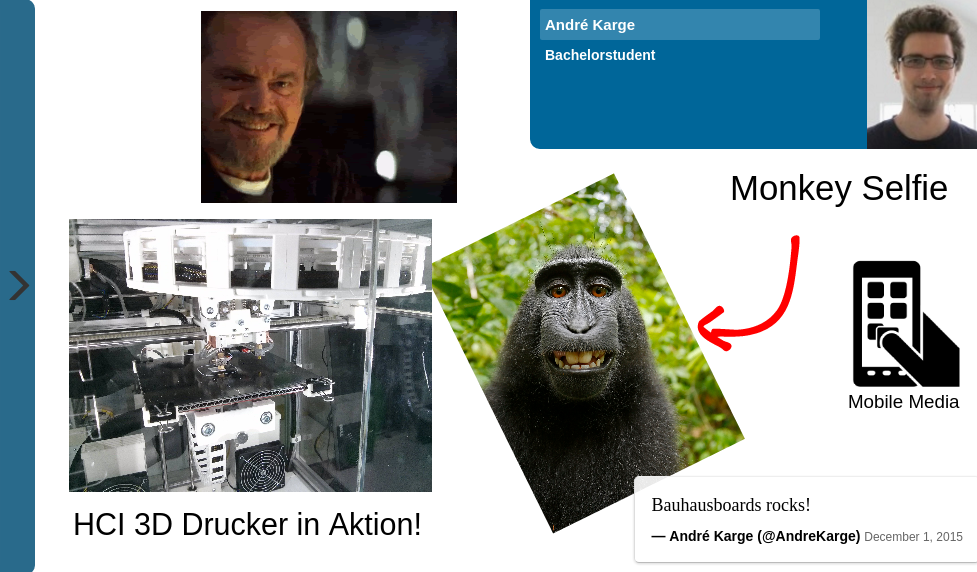 André Karge
Bachelorstudent
Monkey Selfie
Mobile Media
HCI 3D Drucker in Aktion!
Bauhausboards rocks!
— André Karge (@AndreKarge) December 1, 2015